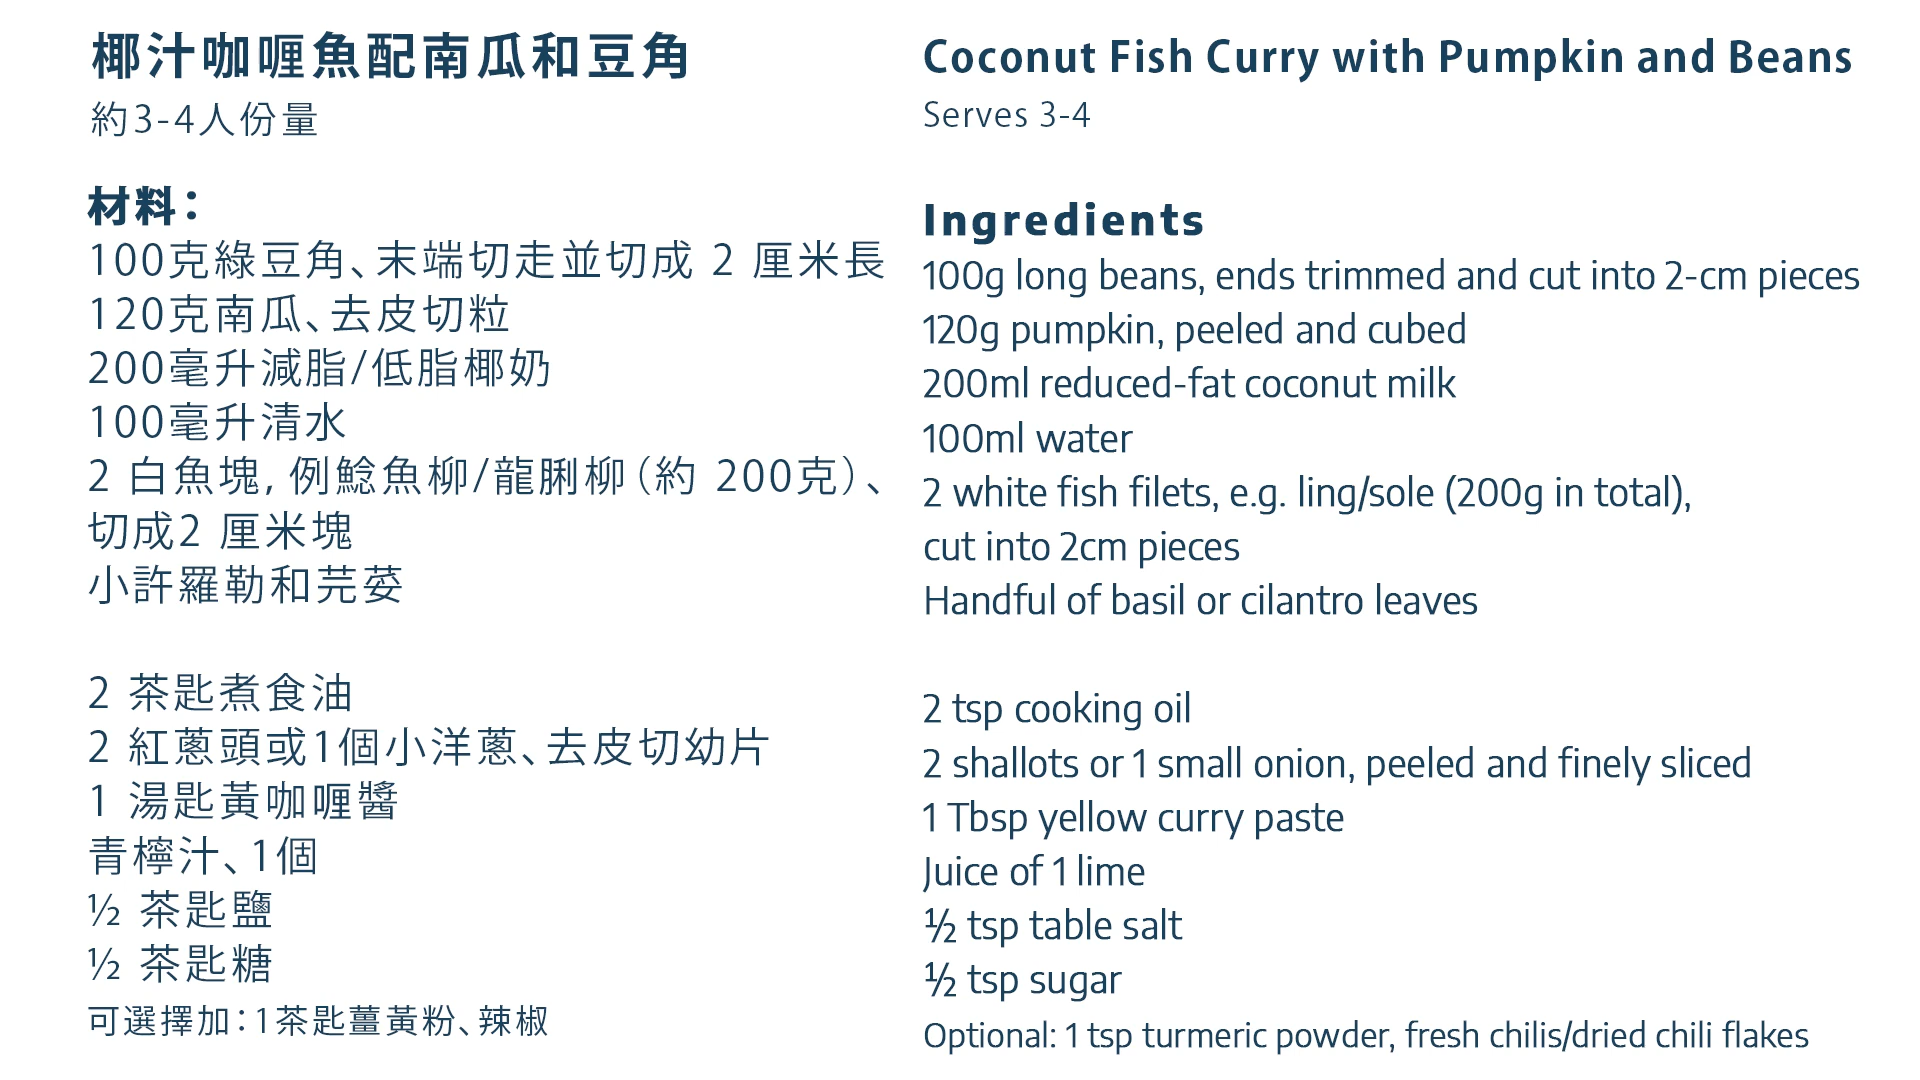 椰汁咖喱魚配南瓜和豆角
約3-4人份量
材料：
100克綠豆角、末端切走並切成 2 厘米長
120克南瓜、去皮切粒
200毫升減脂/低脂椰奶
100毫升清水
2 白魚塊, 例鯰魚柳/龍脷柳（約 200克）、
切成2 厘米塊
小許羅勒和芫荽
2 茶匙煮食油
2 紅蔥頭或1個小洋蔥、去皮切幼片
1 湯匙黃咖喱醬
青檸汁、1個
½ 茶匙鹽
½ 茶匙糖
可選擇加：1茶匙薑黃粉、辣椒
Coconut Fish Curry with Pumpkin and Beans
Serves 3-4
Ingredients
100g long beans, ends trimmed and cut into 2-cm pieces
120g pumpkin, peeled and cubed
200ml reduced-fat coconut milk
100ml water
2 white fish filets, e.g. ling/sole (200g in total),
cut into 2cm pieces
Handful of basil or cilantro leaves
2 tsp cooking oil
2 shallots or 1 small onion, peeled and finely sliced
1 Tbsp yellow curry paste
Juice of 1 lime
½ tsp table salt
½ tsp sugar
Optional: 1 tsp turmeric powder, fresh chilis/dried chili flakes